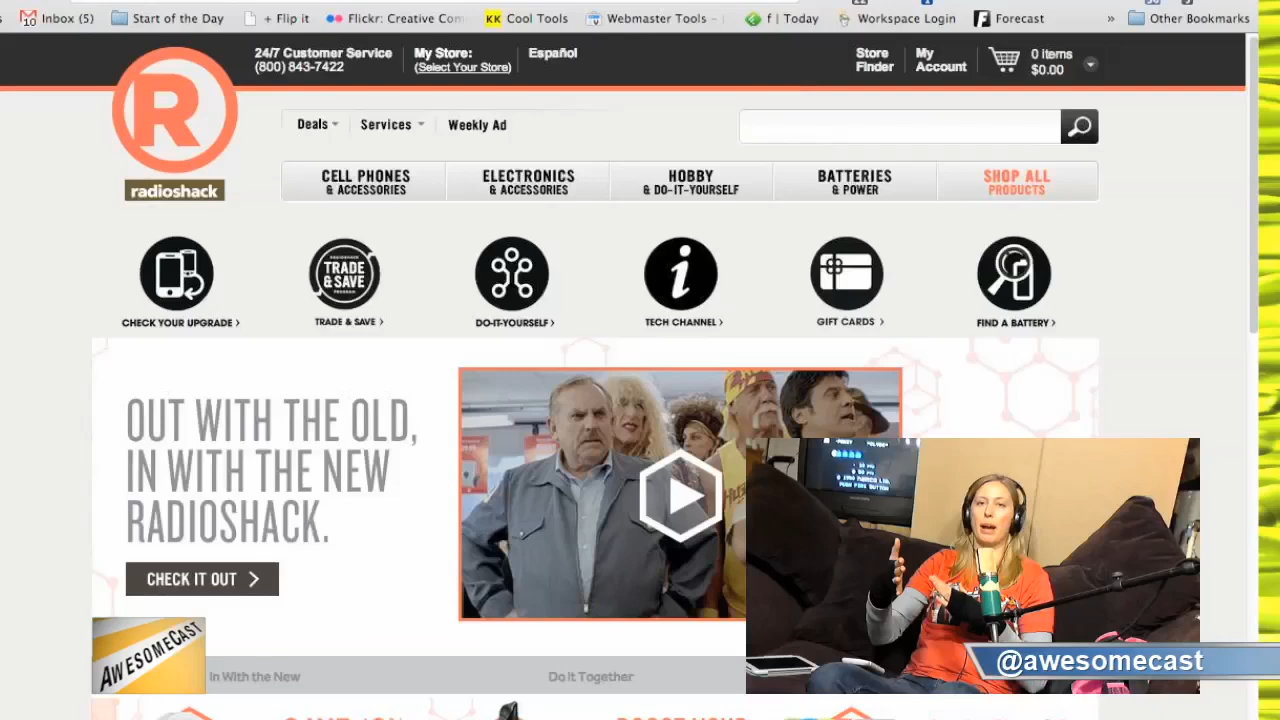 Inbox (5)
Start of the Day
+ Flip it
Flickr: Creative Com
KK Cool Tools
Webmaster Tools -
f | Today
Workspace Login
Forecast
»
Other Bookmarks
24/7 Customer Service
(800) 843-7422
My Store:
(Select Your Store)
Español
Store
Finder
My
Account
0 items
$0.00
R
radioshack
Deals
Services
Weekly Ad
CELL PHONES
& ACCESSORIES
ELECTRONICS
& ACCESSORIES
HOBBY
& DO-IT-YOURSELF
BATTERIES
& POWER
SHOP ALL
PRODUCTS
TRADE
& SAVE
i
CHECK YOUR UPGRADE >
TRADE & SAVE >
DO-IT-YOURSELF >
TECH CHANNEL >
GIFT CARDS >
FIND A BATTERY >
OUT WITH THE OLD,
IN WITH THE NEW
RADIOSHACK.
CHECK IT OUT >
PUSH FIRE BUTTON
AWESOMECAST
In With the New
Do It Together
@awesomecast